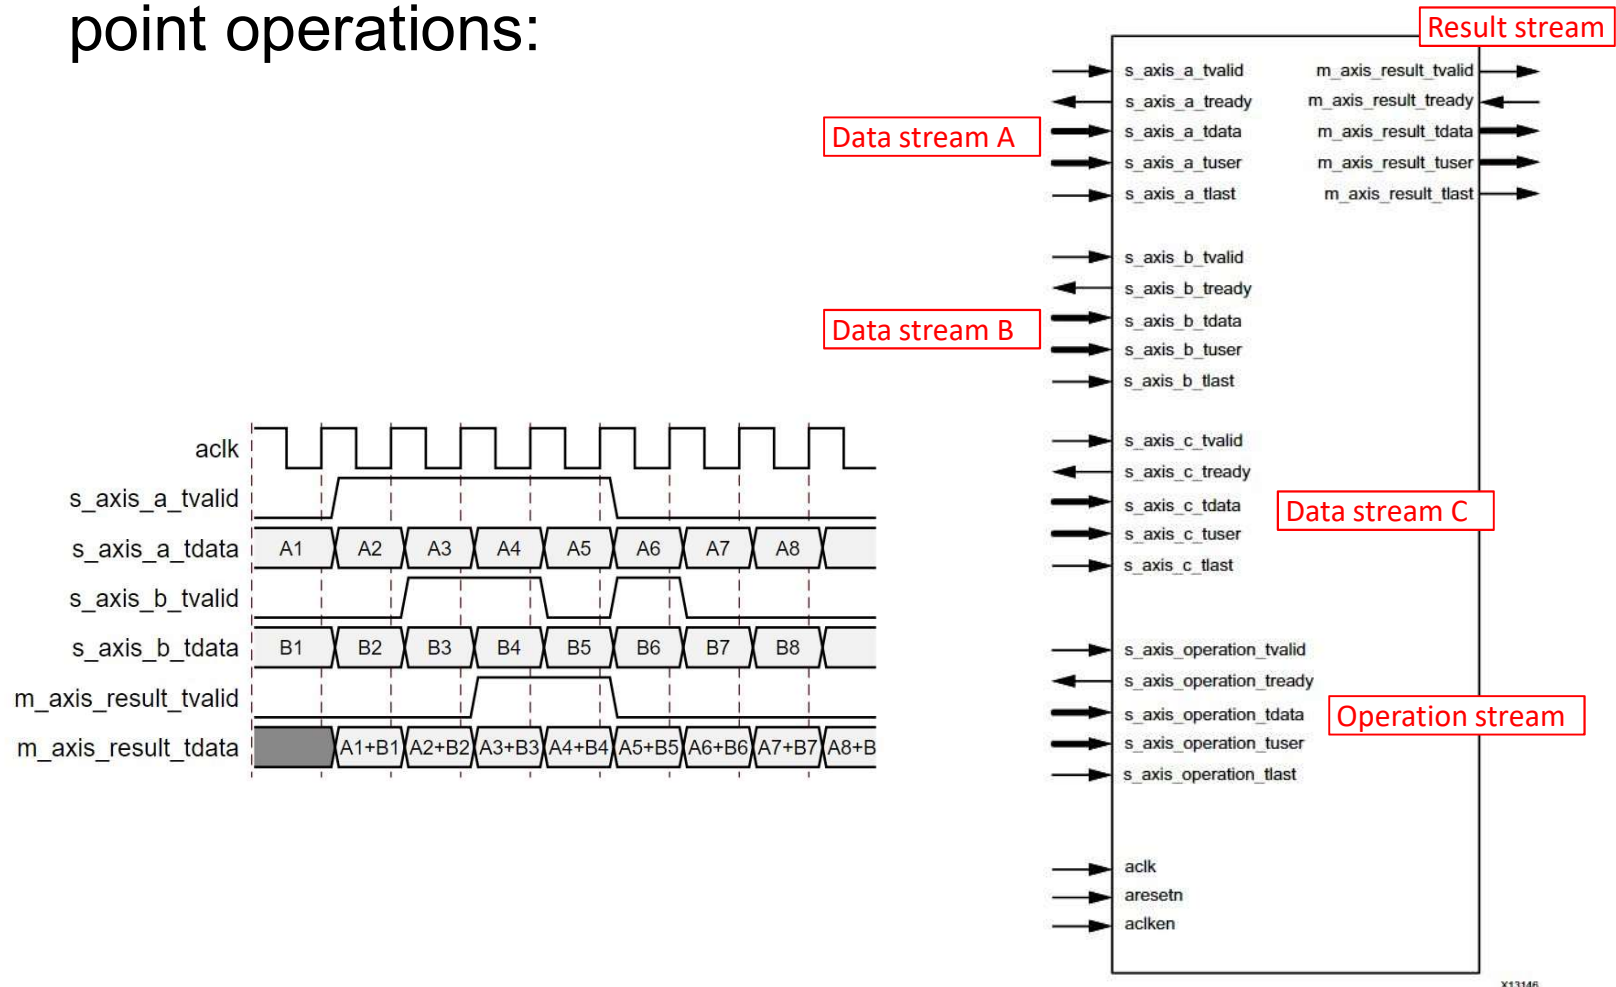 point operations:
Result stream
s_axis_a_tvalid
m_axis_result_tvalid
s_axis_a_tready
m_axis_result_tready
Data stream A
s_axis_a_tdata
m_axis_result_tdata
s_axis_a_tuser
m_axis_result_tuser
s_axis_a_tlast
m_axis_result_tlast
s_axis_b_tvalid
s_axis_b_tready
Data stream B
s_axis_b_tdata
s_axis_b_tuser
s_axis_b_tlast
s_axis_c_tvalid
s_axis_c_tready
s_axis_c_tdata
Data stream C
s_axis_c_tuser
s_axis_c_tlast
s_axis_operation_tvalid
s_axis_operation_tready
s_axis_operation_tdata
Operation stream
s_axis_operation_tuser
s_axis_operation_tlast
aclk
aresetn
aclken
X13146
aclk
s_axis_a_tvalid
s_axis_a_tdata A1 A2 A3 A4 A5 A6 A7 A8
s_axis_b_tvalid
s_axis_b_tdata B1 B2 B3 B4 B5 B6 B7 B8
m_axis_result_tvalid
m_axis_result_tdata A1+B1 A2+B2 A3+B3 A4+B4 A5+B5 A6+B6 A7+B7 A8+B